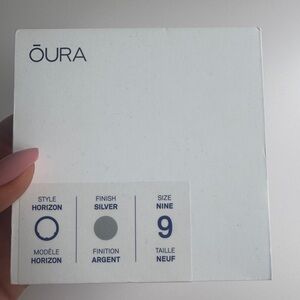 ŌURA
STYLE
HORIZON
MODÈLE
HORIZON
FINISH
SILVER
FINITION
ARGENT
SIZE
NINE
9
TAILLE
NEUF